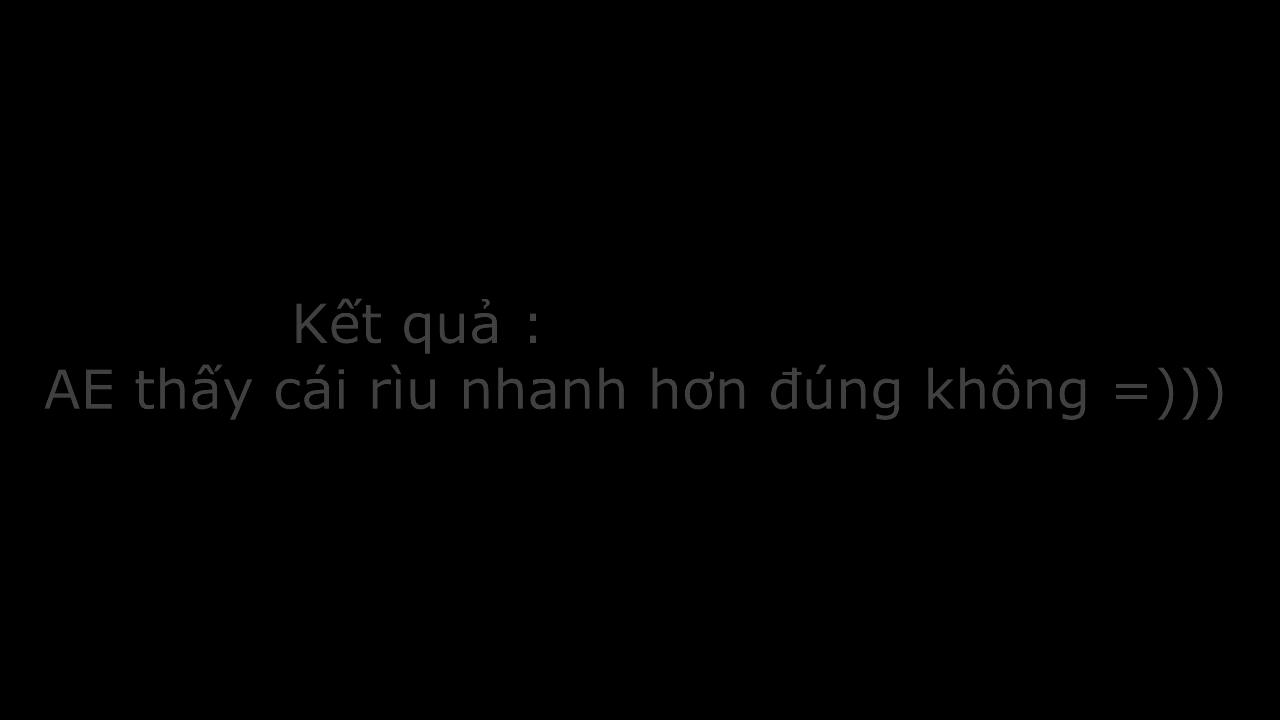 Kết quả :
AE thấy cái rìu nhanh hơn đúng không =)))